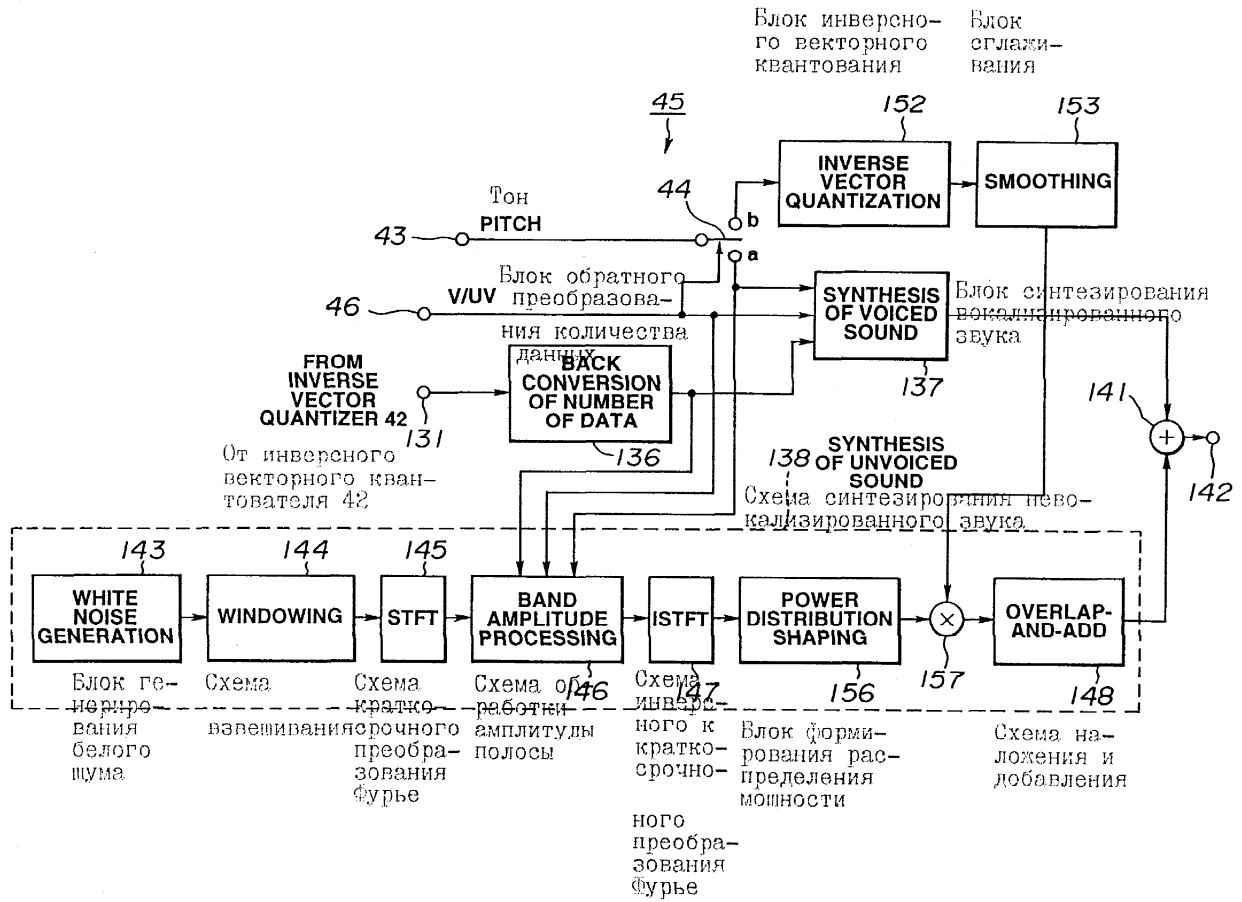 Блок инверсно-
го векторного
квантования
Блок
сглажи-
вания
45
152
153
INVERSE
VECTOR
QUANTIZATION
SMOOTHING
44
b
a
Тон
PITCH
43
Блок обратного
преобразова-
ния количества
данных
V/UV
46
SYNTHESIS
OF VOICED
SOUND
137
Блок синтезирования
вокализированного
звука
FROM
INVERSE
VECTOR
QUANTIZER 42
131
BACK
CONVERSION
OF NUMBER
OF DATA
136
141
+
142
От инверсного
векторного кван-
тователя 42
138
SYNTHESIS
OF UNVOICED
SOUND
Схема синтезирования нево-
кализированного звука
143
144
145
WHITE
NOISE
GENERATION
WINDOWING
STFT
BAND
AMPLITUDE
PROCESSING
ISTFT
POWER
DISTRIBUTION
SHAPING
×
OVERLAP-
AND-ADD
146
147
156
157
148
Блок ге-
нериро-
вания
белого
шума
Схема
взвешивания
Схема
кратко-
срочного
преобра-
зования
Фурье
Схема об-
работки
амплитулы
полосы
Схема
инверс-
ного к
кратко-
срочно-
ного
преобра-
зования
Фурье
Блок форми-
рования рас-
пределения
мошности
Схема на-
ложения и
добавления